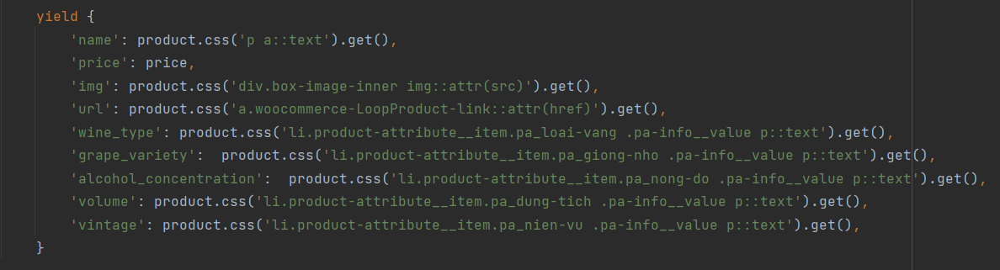 yield {
'name': product.css('p a::text').get(),
'price': price,
'img': product.css('div.box-image-inner img::attr(src)').get(),
'url': product.css('a.woocommerce-LoopProduct-link::attr(href)').get(),
'wine_type': product.css('li.product-attribute__item.pa_loai-vang .pa-info__value p::text').get(),
'grape_variety':  product.css('li.product-attribute__item.pa_giong-nho .pa-info__value p::text').get(),
'alcohol_concentration':  product.css('li.product-attribute__item.pa_nong-do .pa-info__value p::text').get(),
'volume': product.css('li.product-attribute__item.pa_dung-tich .pa-info__value p::text').get(),
'vintage': product.css('li.product-attribute__item.pa_nien-vu .pa-info__value p::text').get(),
}